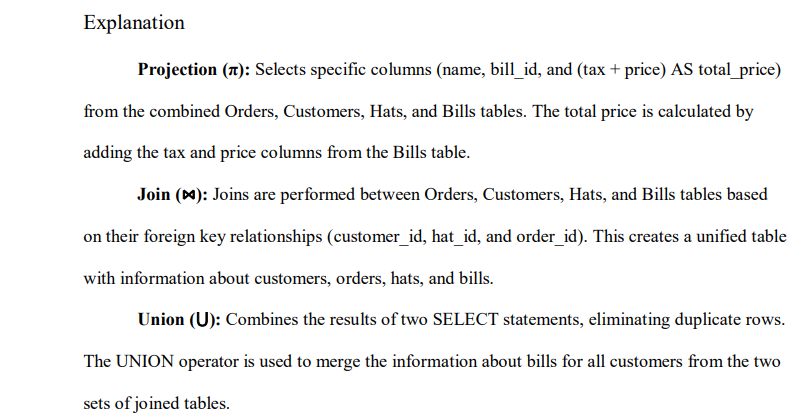 Explanation
Projection (π): Selects specific columns (name, bill_id, and (tax + price) AS total_price)
from the combined Orders, Customers, Hats, and Bills tables. The total price is calculated by
adding the tax and price columns from the Bills table.
Join (⋈): Joins are performed between Orders, Customers, Hats, and Bills tables based
on their foreign key relationships (customer_id, hat_id, and order_id). This creates a unified table
with information about customers, orders, hats, and bills.
Union (U): Combines the results of two SELECT statements, eliminating duplicate rows.
The UNION operator is used to merge the information about bills for all customers from the two
sets of joined tables.